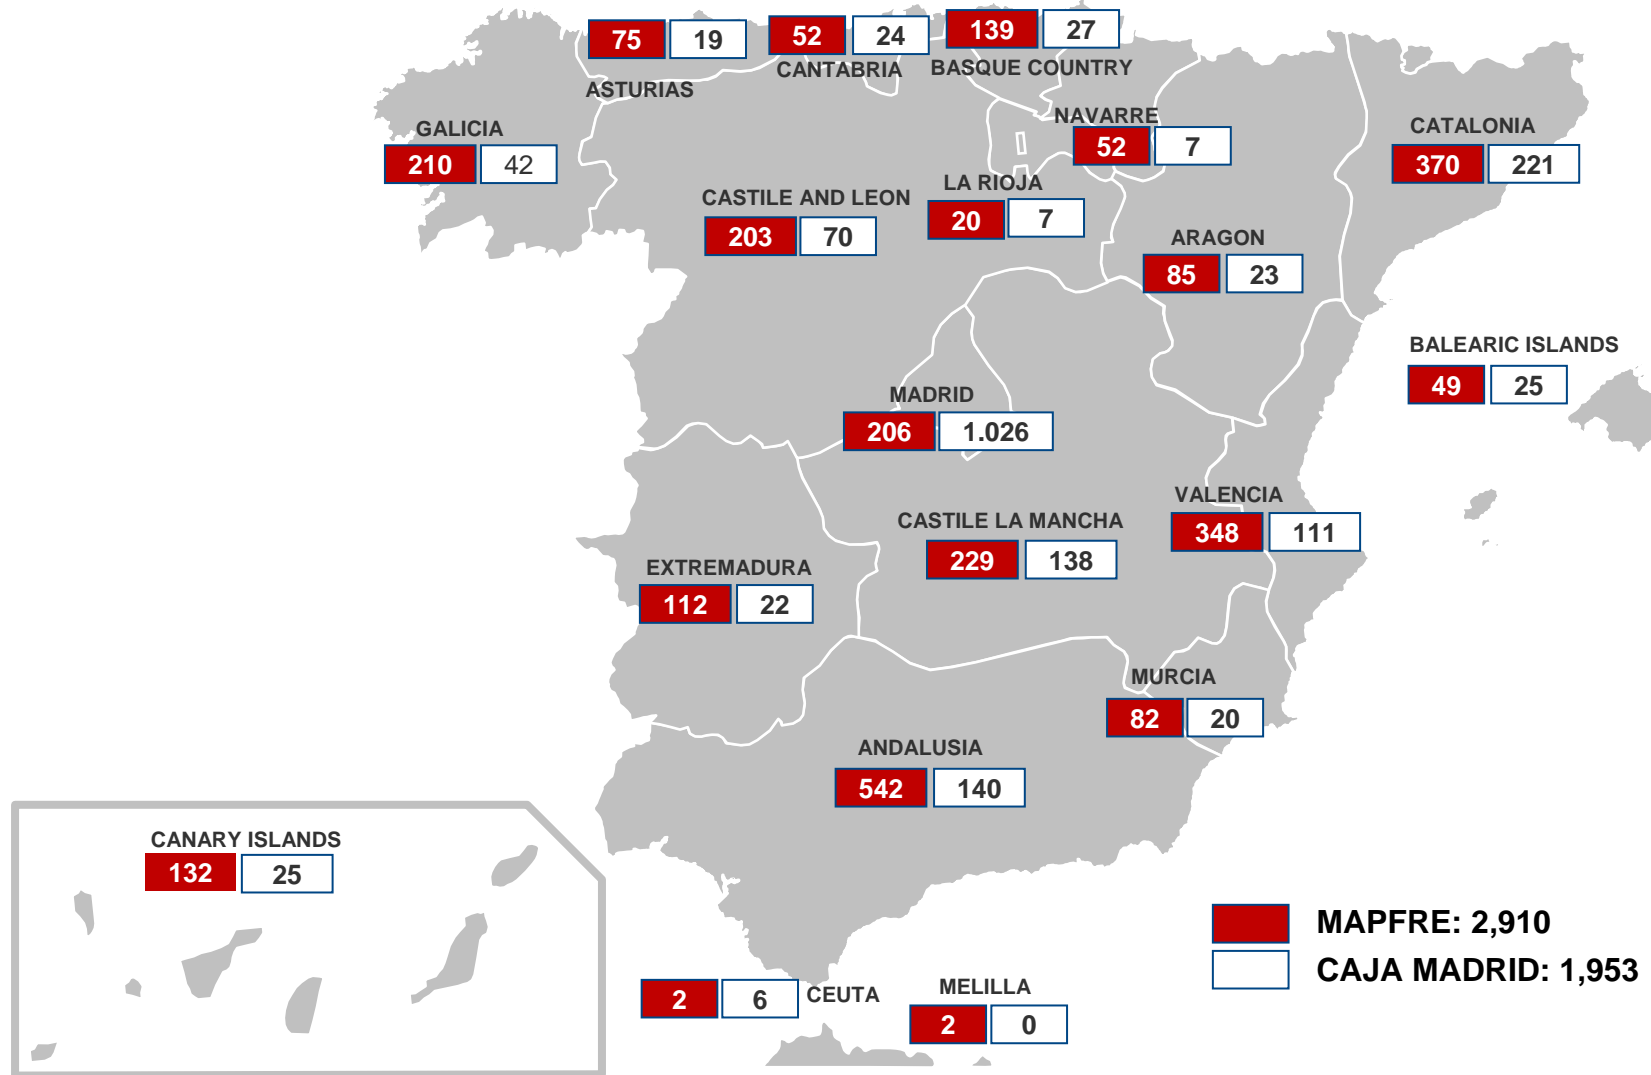 75 19
ASTURIAS
52 24
CANTABRIA
139 27
BASQUE COUNTRY
GALICIA
210 42
NAVARRE
52 7
CATALONIA
370 221
CASTILE AND LEON
203 70
LA RIOJA
20 7
ARAGON
85 23
BALEARIC ISLANDS
49 25
MADRID
206 1.026
VALENCIA
348 111
CASTILE LA MANCHA
229 138
EXTREMADURA
112 22
MURCIA
82 20
ANDALUSIA
542 140
CANARY ISLANDS
132 25
2 6 CEUTA
MELILLA
2 0
MAPFRE: 2,910
CAJA MADRID: 1,953